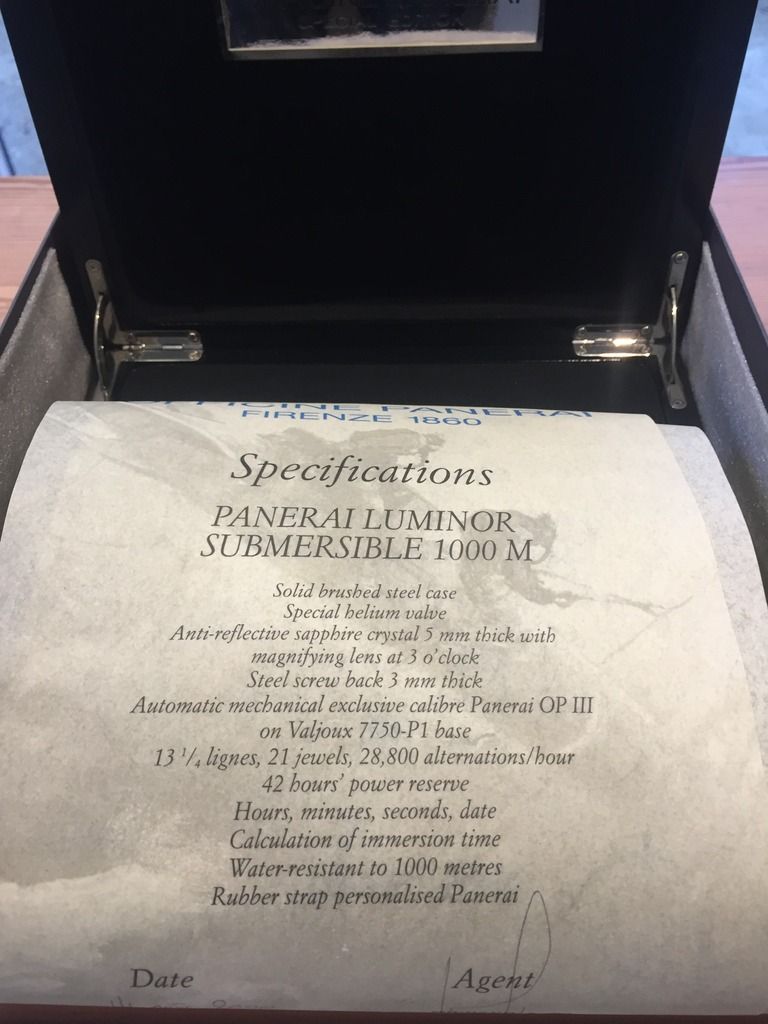 SPECIAL EDITION
OFFICINE PANERAI
FIRENZE 1860
Specifications
PANERAI LUMINOR
SUBMERSIBLE 1000 M
Solid brushed steel case
Special helium valve
Anti-reflective sapphire crystal 5 mm thick with
magnifying lens at 3 o'clock
Steel screw back 3 mm thick
Automatic mechanical exclusive calibre Panerai OP III
on Valjoux 7750-P1 base
13 1/4 lignes, 21 jewels, 28,800 alternations/hour
42 hours' power reserve
Hours, minutes, seconds, date
Calculation of immersion time
Water-resistant to 1000 metres
Rubber strap personalised Panerai
Date Agent